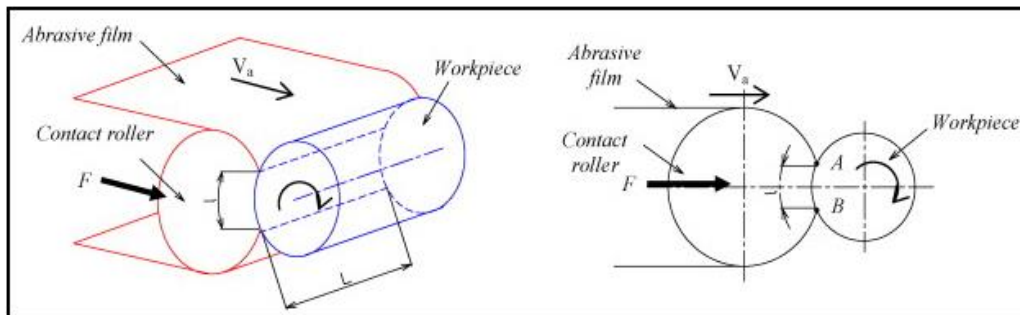 Abrasive film
Va
Workpiece
Contact roller
F
l
L
Abrasive
film
Va
Workpiece
Contact
roller
F
A
B